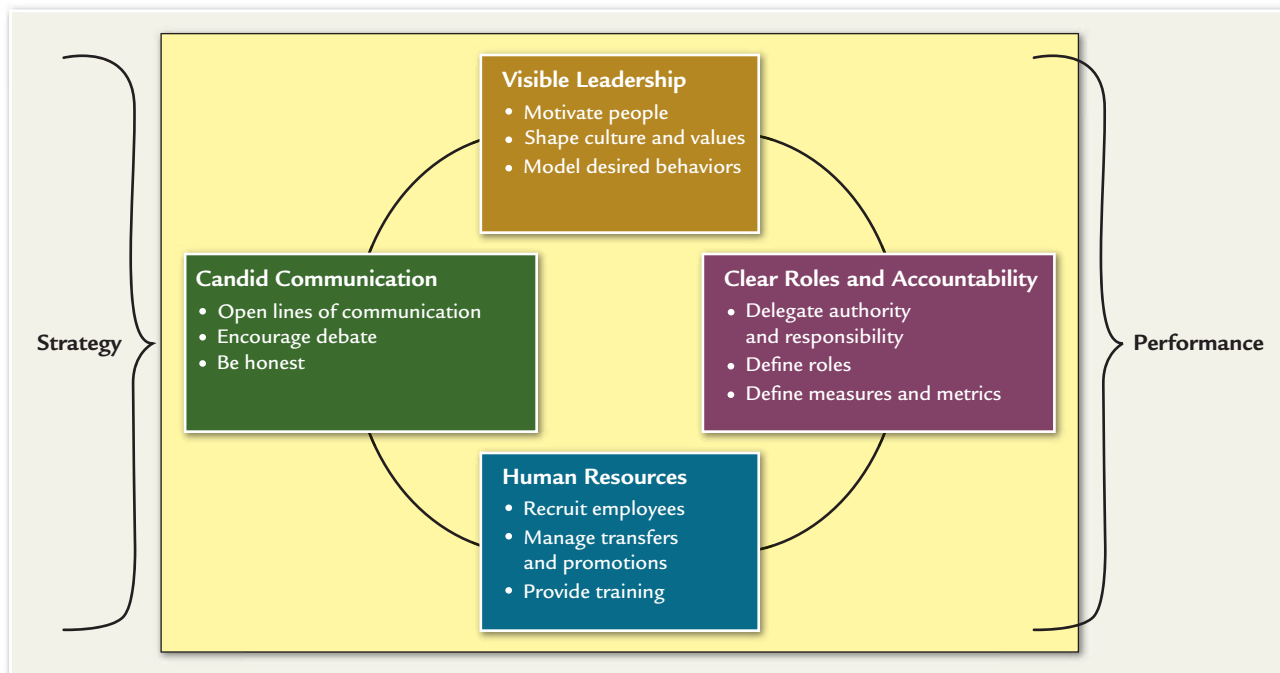 Strategy
Visible Leadership
• Motivate people
• Shape culture and values
• Model desired behaviors
Candid Communication
• Open lines of communication
• Encourage debate
• Be honest
Clear Roles and Accountability
• Delegate authority
and responsibility
• Define roles
• Define measures and metrics
Human Resources
• Recruit employees
• Manage transfers
and promotions
• Provide training
Performance